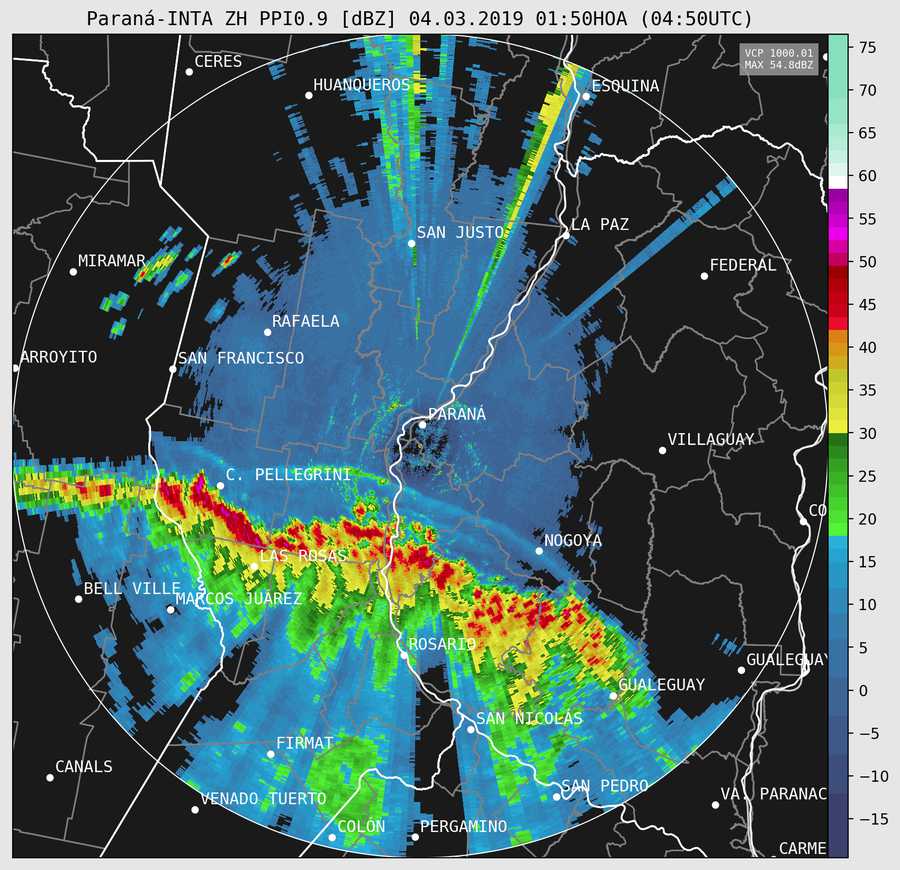 Paraná-INTA ZH PPI0.9 [dBZ] 04.03.2019 01:50HOA (04:50UTC)
VCP 1000.01
MAX 54.8dBZ
CERES
HUANQUEROS
ESQUINA
SAN JUSTO
LA PAZ
MIRAMAR
FEDERAL
RAFAELA
ARROYITO
SAN FRANCISCO
PARANÁ
VILLAGUAY
C. PELLEGRINI
CO
NOGOYA
LAS ROSAS
BELL VILLE
MARCOS JUÁREZ
ROSARIO
GUALEGUAY
GUALEGUAY
SAN NICOLÁS
FIRMAT
CANALS
SAN PEDRO
VENADO TUERTO
VA. PARANAC
COLÓN
PERGAMINO
CARME
75
70
65
60
55
50
45
40
35
30
25
20
15
10
5
0
−5
−10
−15